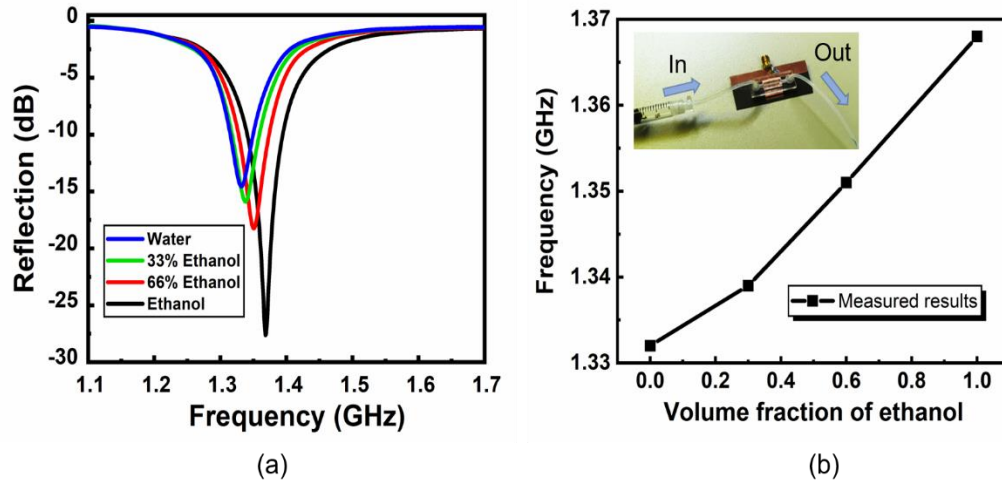 0
-5
-10
-15
-20
-25
-30
Reflection (dB)
Water
33% Ethanol
66% Ethanol
Ethanol
1.1 1.2 1.3 1.4 1.5 1.6 1.7
Frequency (GHz)
(a)
1.37
1.36
1.35
1.34
1.33
Frequency (GHz)
In
Out
Measured results
0.0 0.2 0.4 0.6 0.8 1.0
Volume fraction of ethanol
(b)